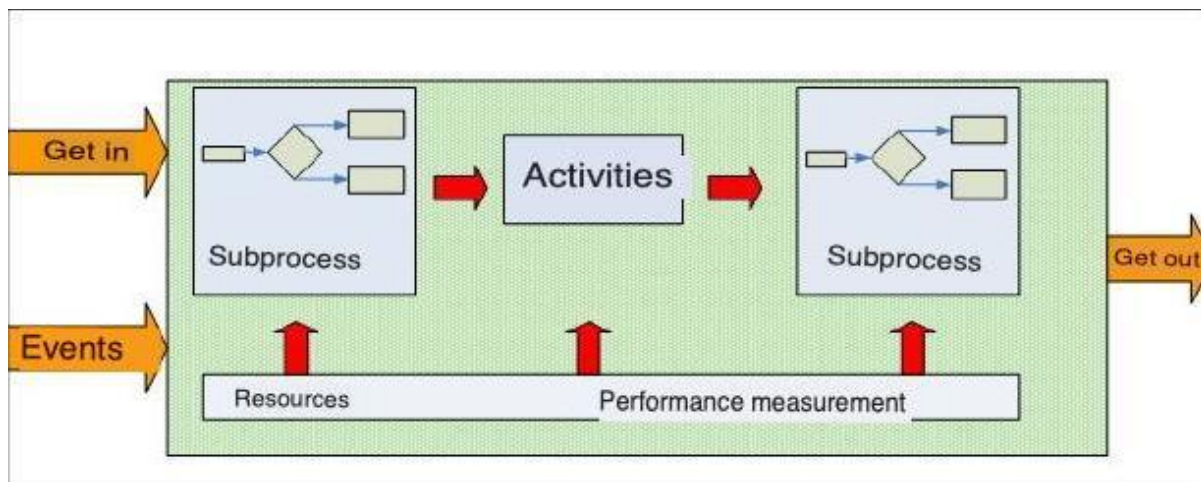 Get in
Activities
Subprocess
Subprocess
Get out
Events
Resources
Performance measurement